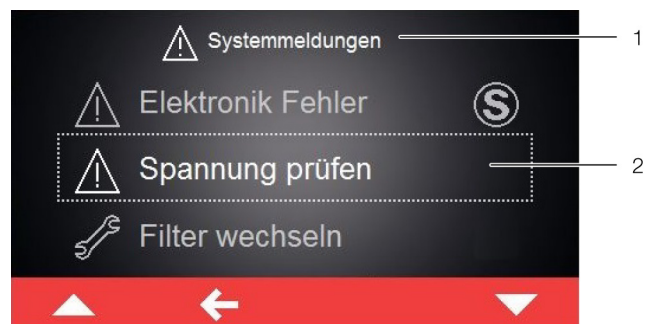 Systemmeldungen
1
Elektronik Fehler S
Spannung prüfen
2
Filter wechseln